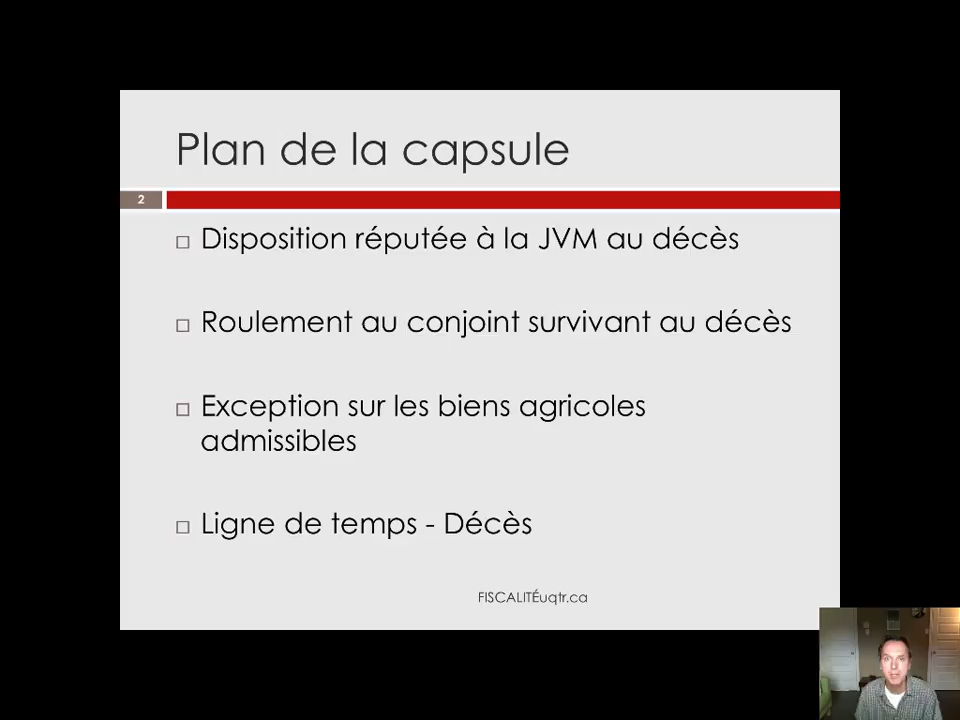 Plan de la capsule
2
Disposition réputée à la JVM au décès
Roulement au conjoint survivant au décès
Exception sur les biens agricoles
admissibles
Ligne de temps - Décès
FISCALITÉuqtr.ca